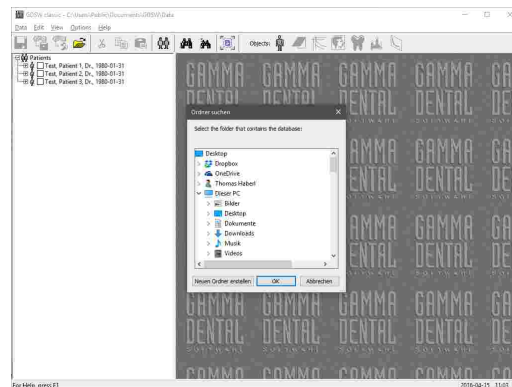 GDSW classic - C:\Users\Public\Documents\GDSW\Data
Data Edit View Options Help
Objects:
Patients
Test, Patient 1, Dr., 1980-01-31
Test, Patient 2, Dr., 1980-01-31
Test, Patient 3, Dr., 1980-01-31
GAMMA DENTAL SOFTWARE
Ordner suchen
Select the folder that contains the database:
Desktop
Dropbox
OneDrive
Thomas Haberl
Dieser PC
Bilder
Desktop
Dokumente
Downloads
Musik
Videos
Neuen Ordner erstellen OK Abbrechen
For Help, press F1
2016-04-15 11:03